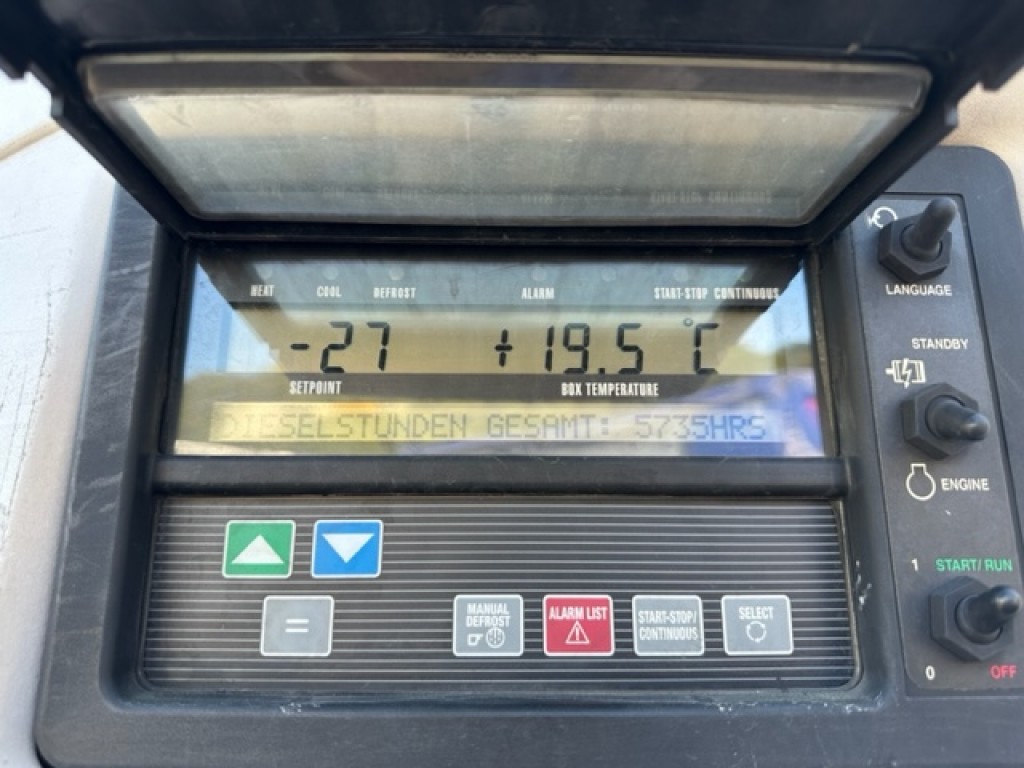 HEAT COOL DEFROST ALARM START-STOP CONTINUOUS
-27 +19.5 °C
SETPOINT BOX TEMPERATURE
DIESELSTUNDEN GESAMT: 5735HRS
MANUAL DEFROST
ALARM LIST
START-STOP/
CONTINUOUS
SELECT
=
LANGUAGE
STANDBY
ENGINE
1 START/RUN
0 OFF